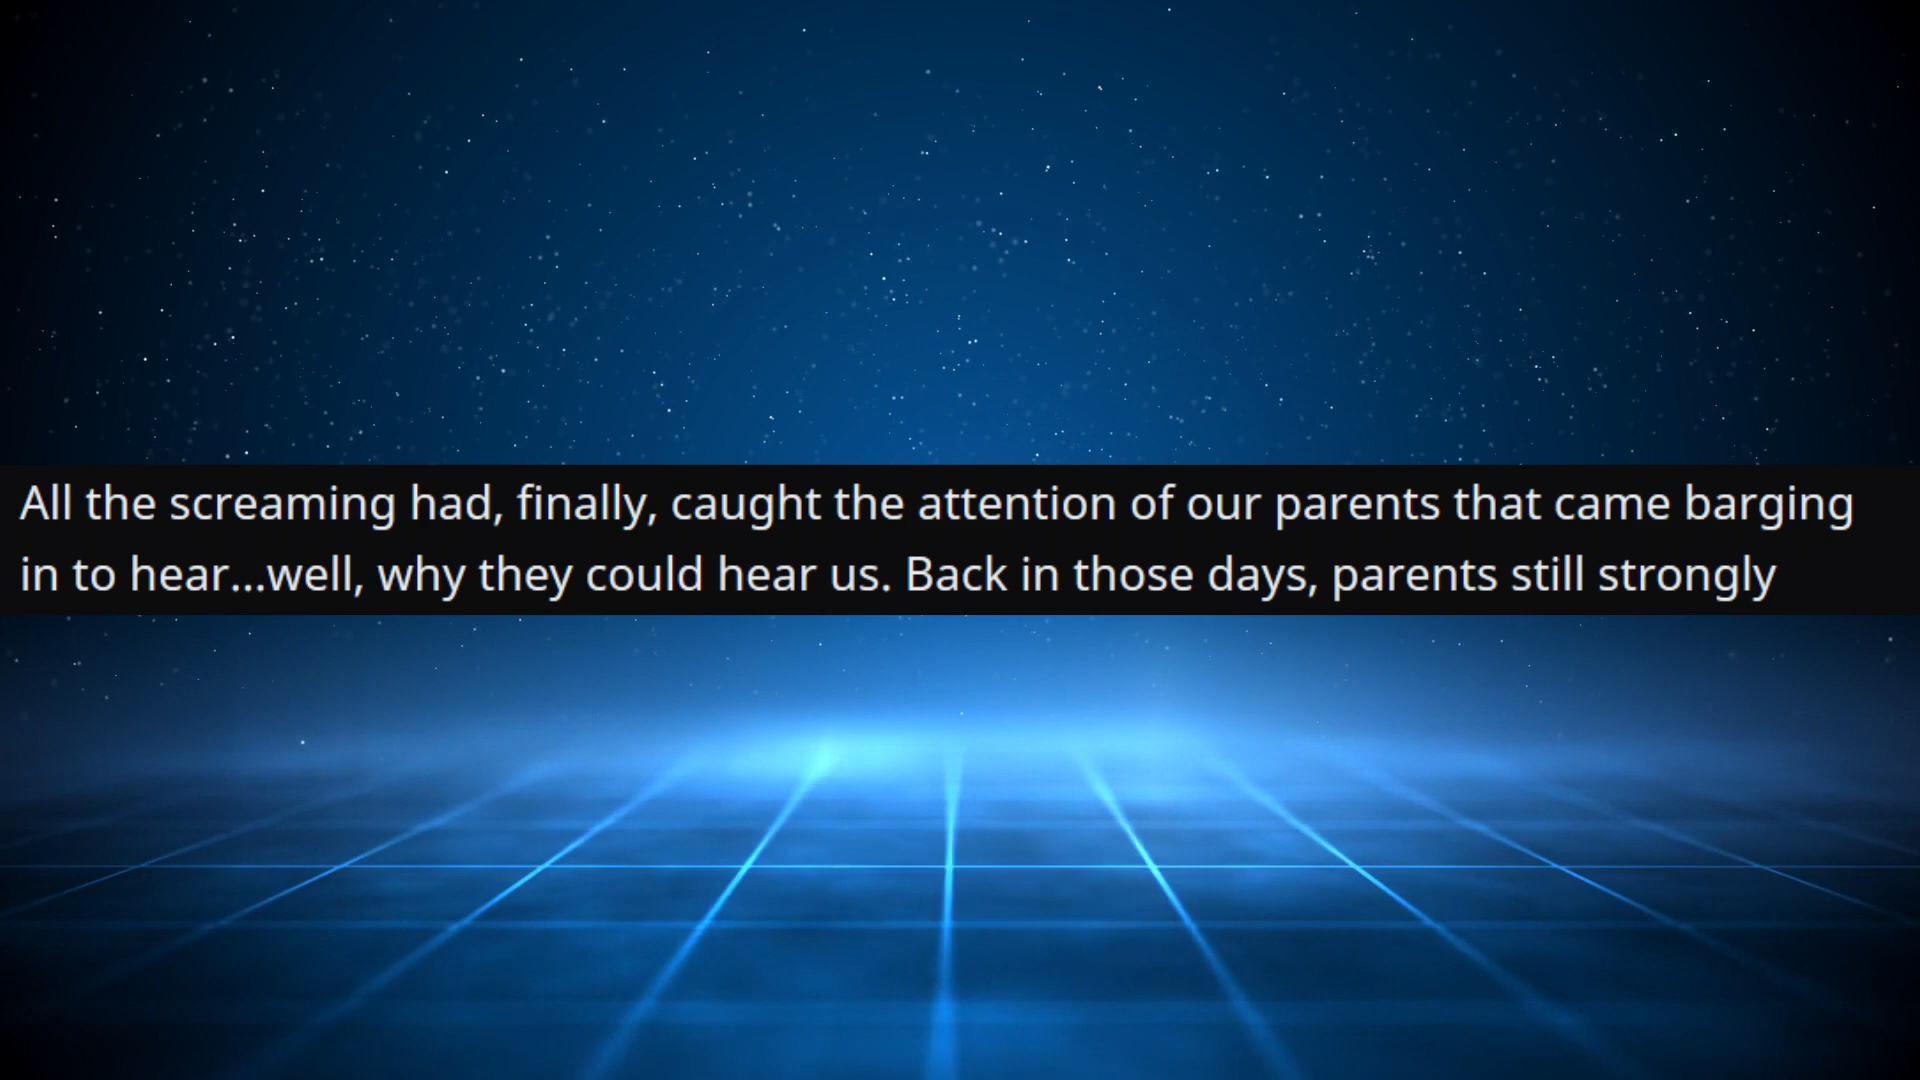 All the screaming had, finally, caught the attention of our parents that came barging
in to hear...well, why they could hear us. Back in those days, parents still strongly